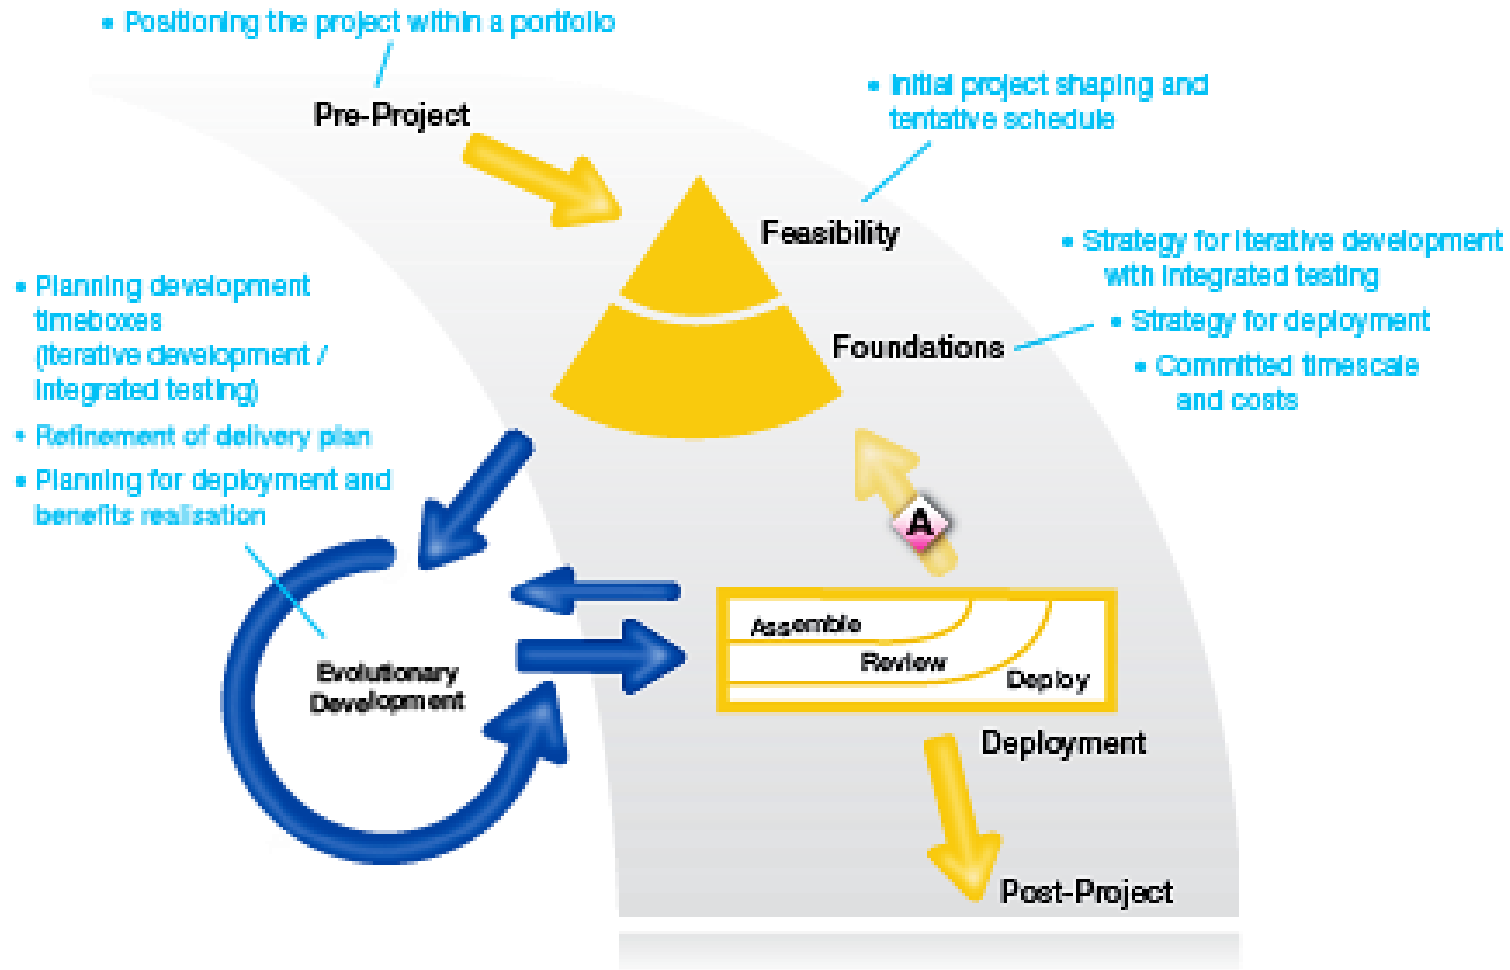 • Positioning the project within a portfolio
Pre-Project
• Initial project shaping and
tentative schedule
Feasibility
• Strategy for iterative development
with integrated testing
• Strategy for deployment
• Committed timescale
and costs
Foundations
• Planning development
timeboxes
(iterative development /
integrated testing)
• Refinement of delivery plan
• Planning for deployment and
benefits realisation
A
Assemble
Review
Deploy
Evolutionary
Development
Deployment
Post-Project